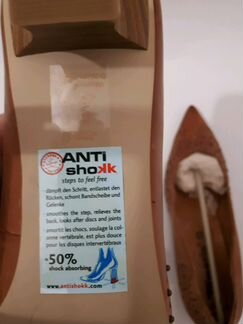 ANTi
shokk
steps to feel free
dämpft den Schritt, entlastet den
Rücken, schont Bandscheibe und
Gelenke
smoothes the step, relieves the
back, looks after discs and joints
amortit les chocs, soulage la col-
onne vertébrale, est plus douce
pour les disques intervertébraux
-50%
shock absorbing
www.antishokk.com